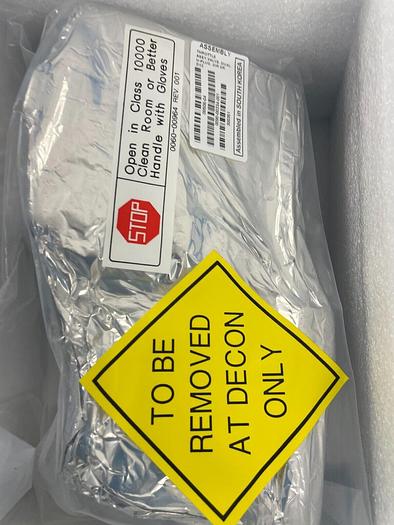 STOP
Open in Class 10000
Clean Room or Better
Handle with Gloves
0060-00964 REV. 001
ASSEMBLY
THROTTLE
Assembled in SOUTH KOREA
TO BE
REMOVED
AT DECON
ONLY